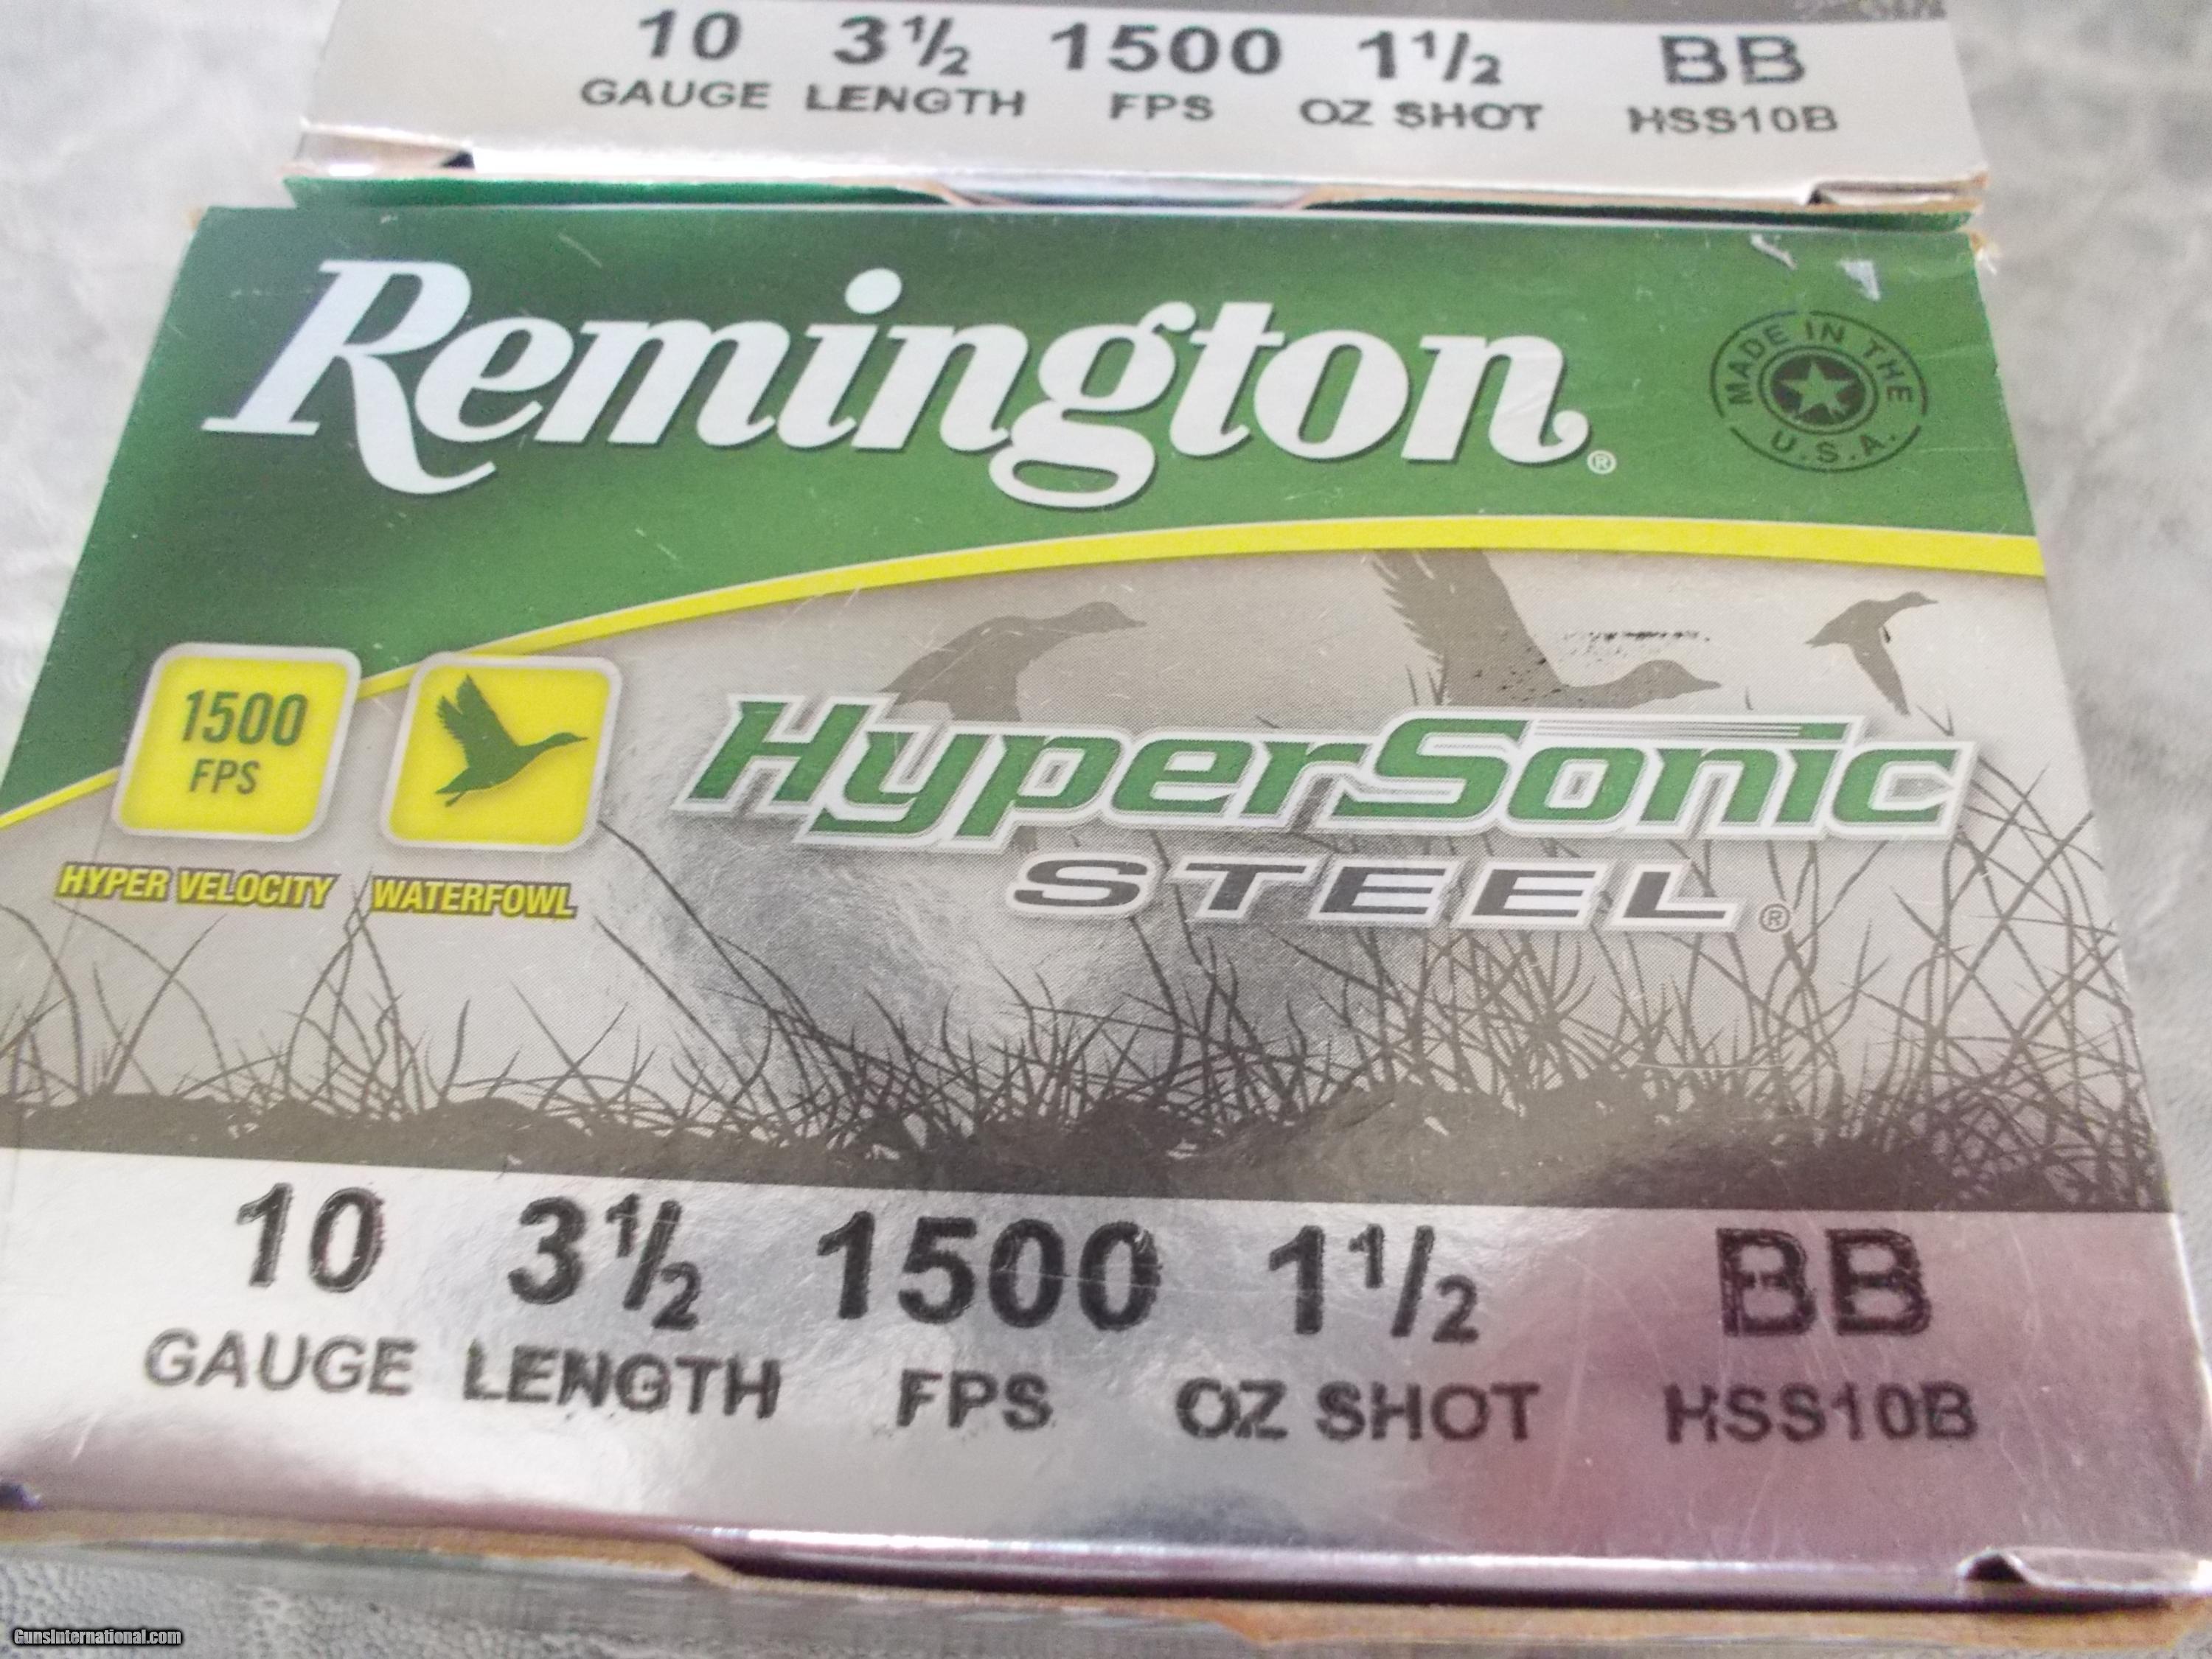 10 3½ 1500 1½ BB
GAUGE LENGTH FPS OZ SHOT HSS10B
Remington®
MADE IN THE U.S.A.
1500
FPS
HYPER VELOCITY
WATERFOWL
HyperSonic
STEEL®
10 3½ 1500 1½ BB
GAUGE LENGTH FPS OZ SHOT HSS10B
GunsInternational.com